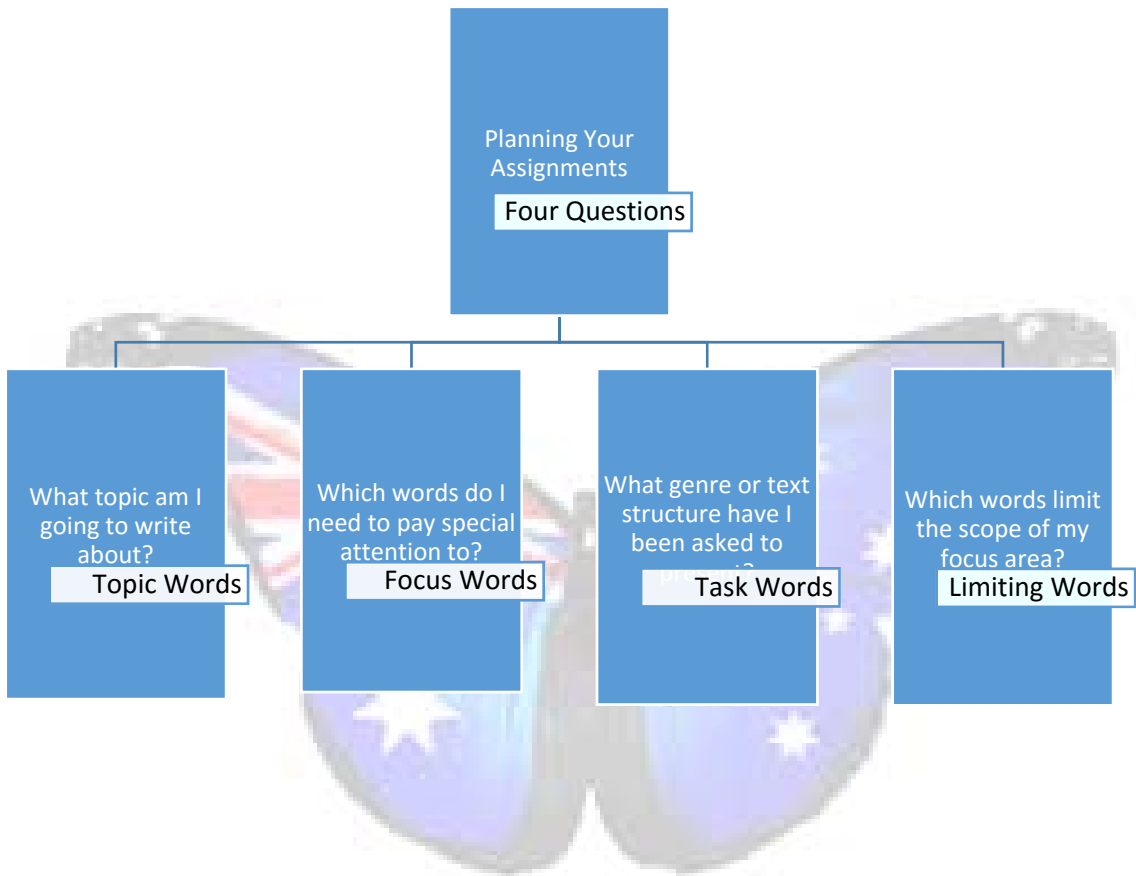 Planning Your
Assignments
Four Questions
What topic am I
going to write
about?
Topic Words
Which words do I
need to pay special
attention to?
Focus Words
What genre or text
structure have I
been asked to
present?
Task Words
Which words limit
the scope of my
focus area?
Limiting Words